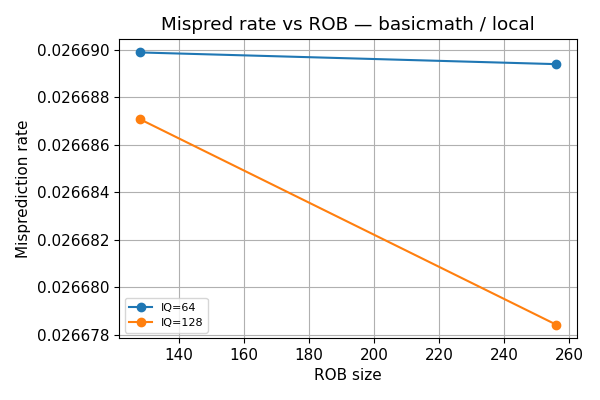 Mispred rate vs ROB — basicmath / local
Misprediction rate
0.026690
0.026688
0.026686
0.026684
0.026682
0.026680
0.026678
IQ=64
IQ=128
140 160 180 200 220 240 260
ROB size